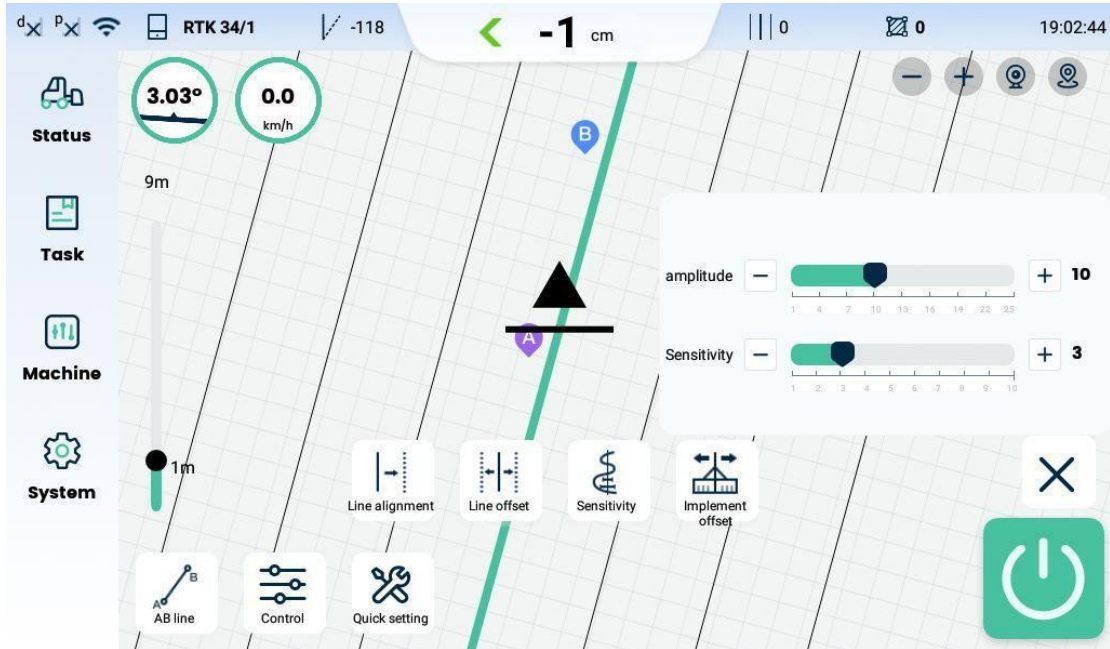 d P RTK 34/1 -118 -1 cm 0 0 19:02:44
Status
Task
Machine
System
3.03°
0.0
km/h
9m
1m
B
A
amplitude
10
1 4 7 10 13 16 19 22 25
Sensitivity
3
1 2 3 4 5 6 7 8 9 10
Line alignment
Line offset
Sensitivity
Implement
offset
A B
AB line
Control
Quick setting